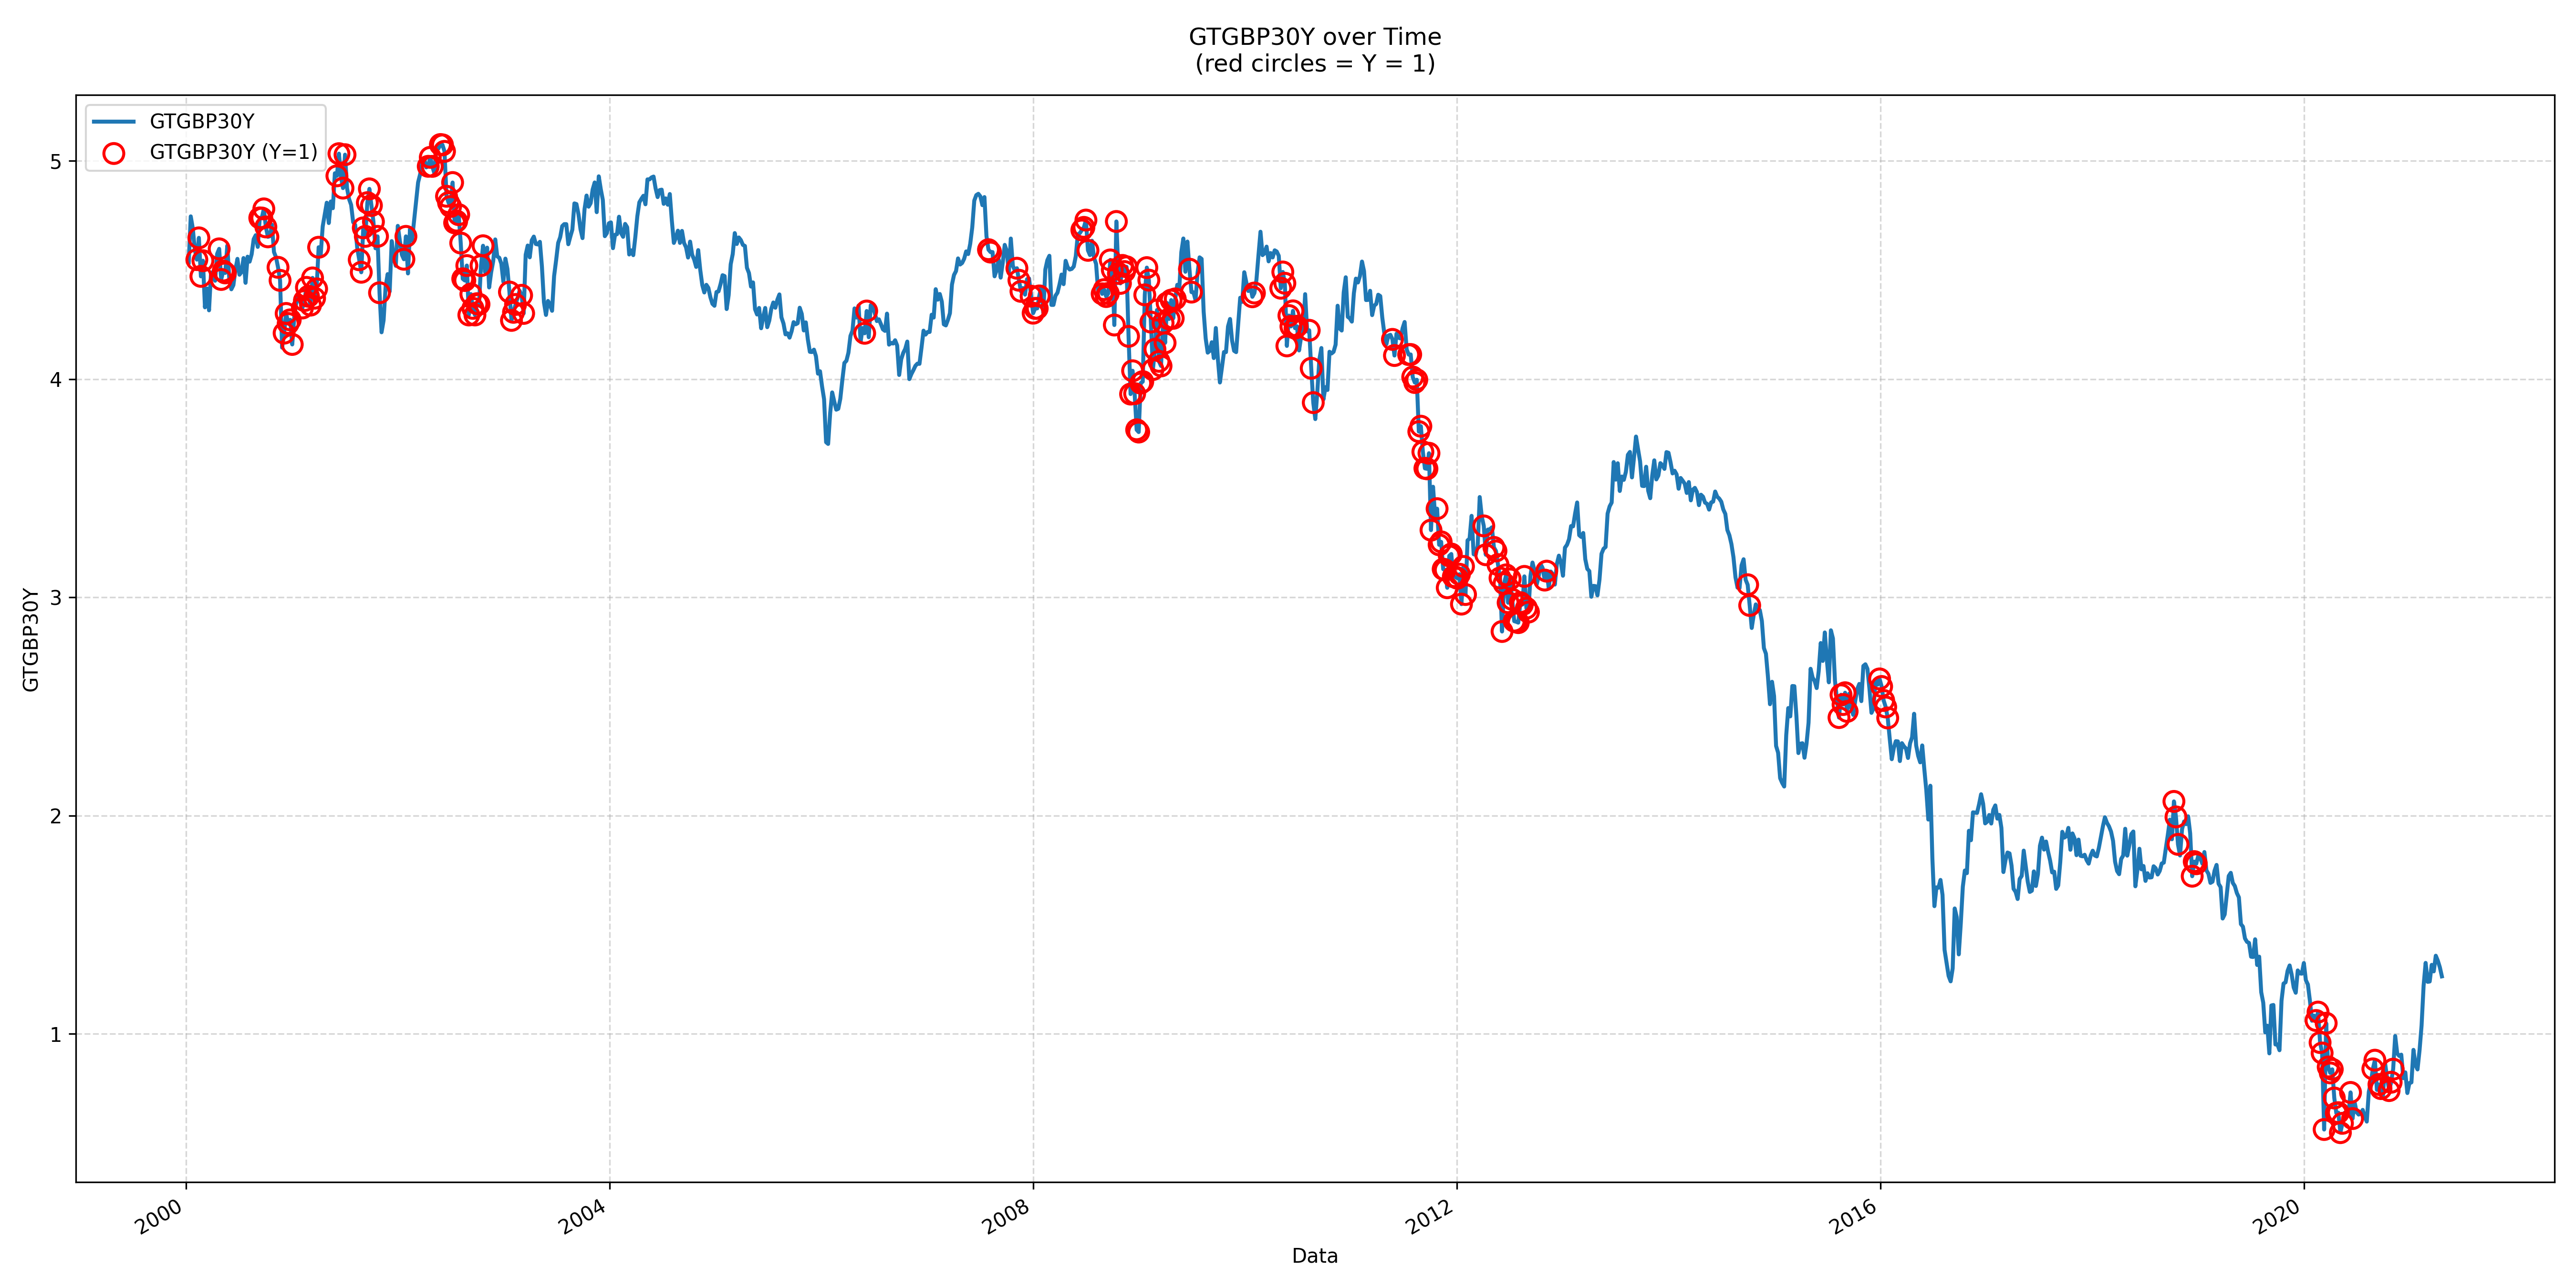 GTGBP30Y over Time
(red circles = Y = 1)
GTGBP30Y
GTGBP30Y (Y=1)
5
4
3
2
1
GTGBP30Y
2000
2004
2008
2012
2016
2020
Data